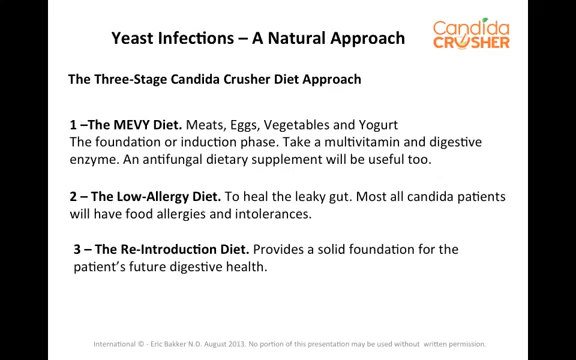 Yeast Infections – A Natural Approach
Candida
CRUSHER
The Three-Stage Candida Crusher Diet Approach
1 –The MEVY Diet. Meats, Eggs, Vegetables and Yogurt
The foundation or induction phase. Take a multivitamin and digestive
enzyme. An antifungal dietary supplement will be useful too.
2 – The Low-Allergy Diet. To heal the leaky gut. Most all candida patients
will have food allergies and intolerances.
3 – The Re-Introduction Diet. Provides a solid foundation for the
patient's future digestive health.
International © - Eric Bakker N.D. August 2013. No portion of this presentation may be used without written permission.